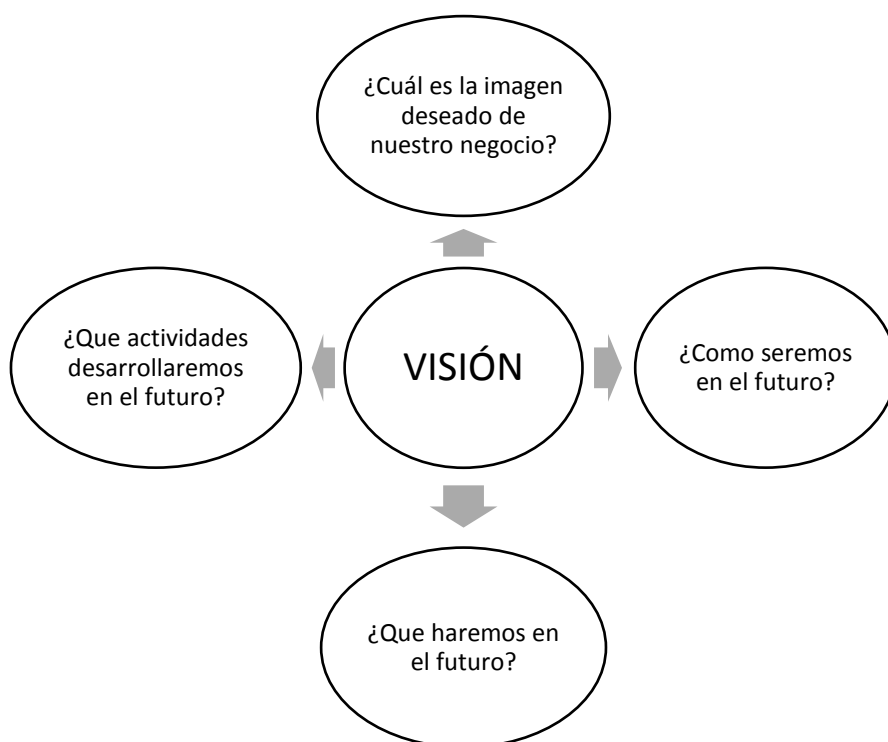 ¿Cuál es la imagen
deseado de
nuestro negocio?
¿Que actividades
desarrollaremos
en el futuro?
VISIÓN
¿Como seremos
en el futuro?
¿Que haremos en
el futuro?